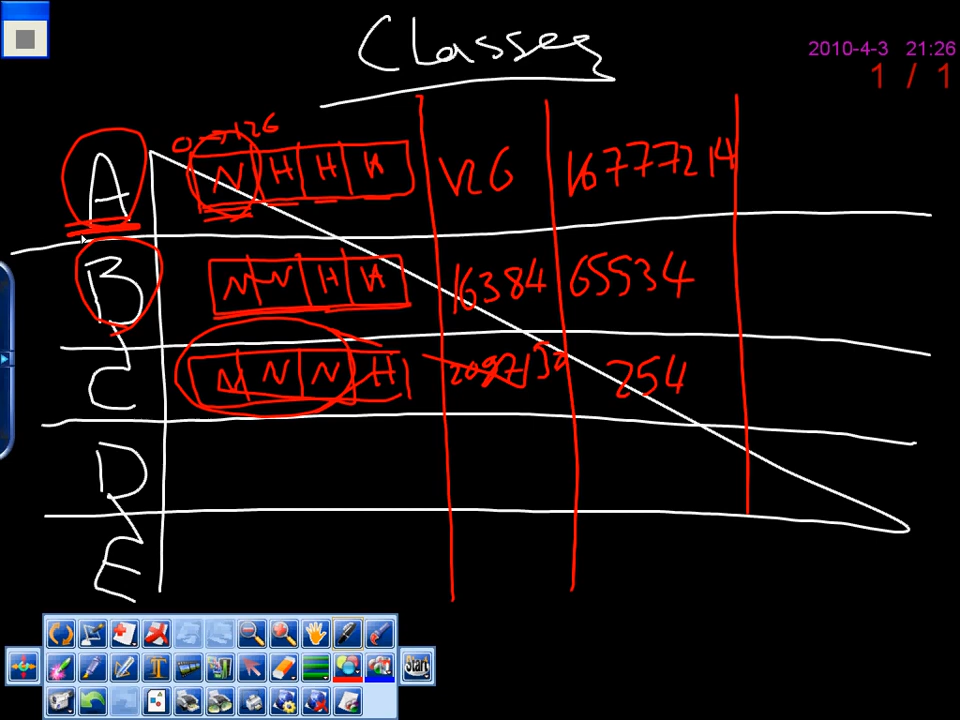 Classes
2010-4-3 21:26
1 / 1
0 → 126
A N H H H 126 16777214
B N N H H 16384 65534
C N N N H 254
D
E
Start